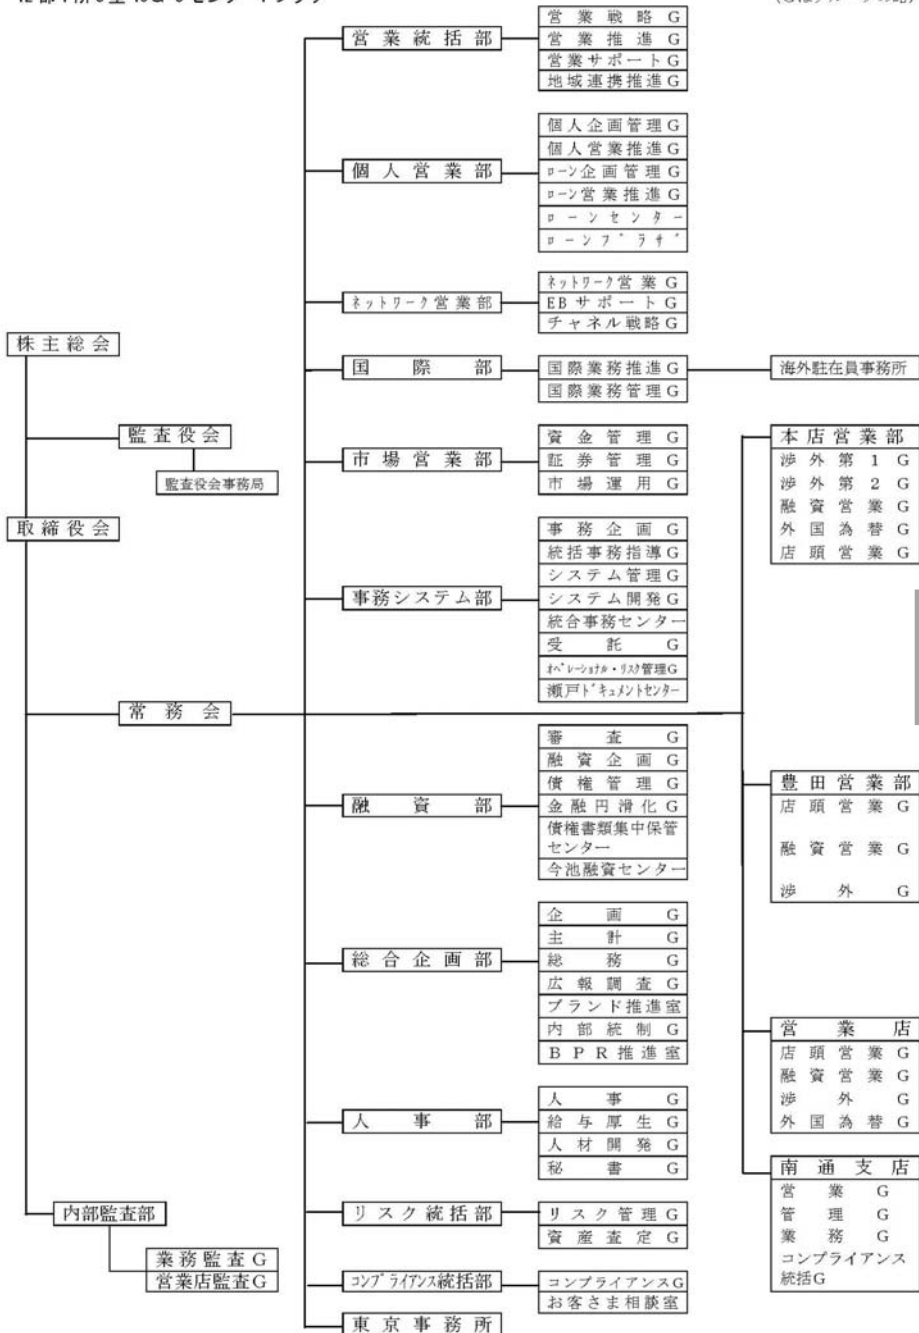 営業統括部
営業戦略G
営業推進G
営業サポートG
地域連携推進G
個人営業部
個人企画管理G
個人営業推進G
ローン企画管理G
ローン営業推進G
ローンセンター
ローンプラザ
ネットワーク営業部
ネットワーク営業G
EBサポートG
チャネル戦略G
株主総会
国際部
国際業務推進G
国際業務管理G
海外駐在員事務所
監査役会
監査役会事務局
市場営業部
資金管理G
証券管理G
市場運用G
本店営業部
渉外第1G
渉外第2G
融資営業G
外国為替G
店頭営業G
取締役会
事務システム部
事務企画G
統括事務指導G
システム管理G
システム開発G
統合事務センター
受託G
オペレーショナル・リスク管理G
瀬戸ドキュメントセンター
常務会
融資部
審査G
融資企画G
債権管理G
金融円滑化G
債権書類集中保管
センター
今池融資センター
豊田営業部
店頭営業G
融資営業G
渉外G
総合企画部
企画G
主計G
総務G
広報調査G
ブランド推進室
内部統制G
BPR推進室
営業店
店頭営業G
融資営業G
渉外G
外国為替G
人事部
人事G
給与厚生G
人材開発G
秘書G
南通支店
営業G
管理G
業務G
コンプライアンス
統括G
内部監査部
業務監査G
営業店監査G
リスク統括部
リスク管理G
資産査定G
コンプライアンス統括部
コンプライアンスG
お客さま相談室
東京事務所